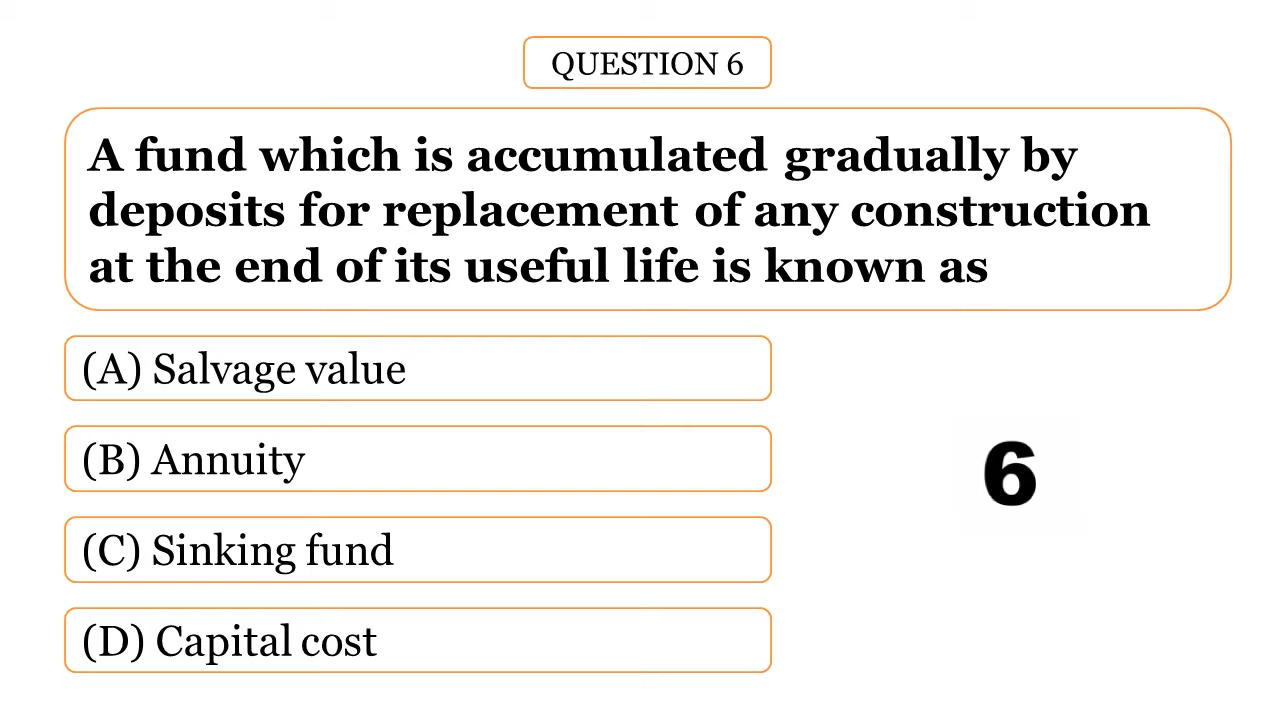 QUESTION 6
A fund which is accumulated gradually by
deposits for replacement of any construction
at the end of its useful life is known as
(A) Salvage value
(B) Annuity
(C) Sinking fund
(D) Capital cost
6